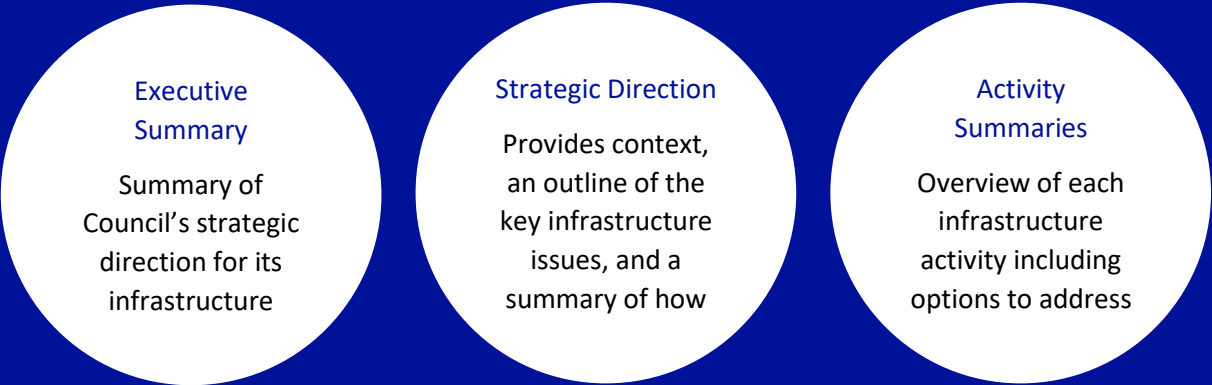 Executive
Summary
Summary of
Council’s strategic
direction for its
infrastructure
Strategic Direction
Provides context,
an outline of the
key infrastructure
issues, and a
summary of how
Activity
Summaries
Overview of each
infrastructure
activity including
options to address